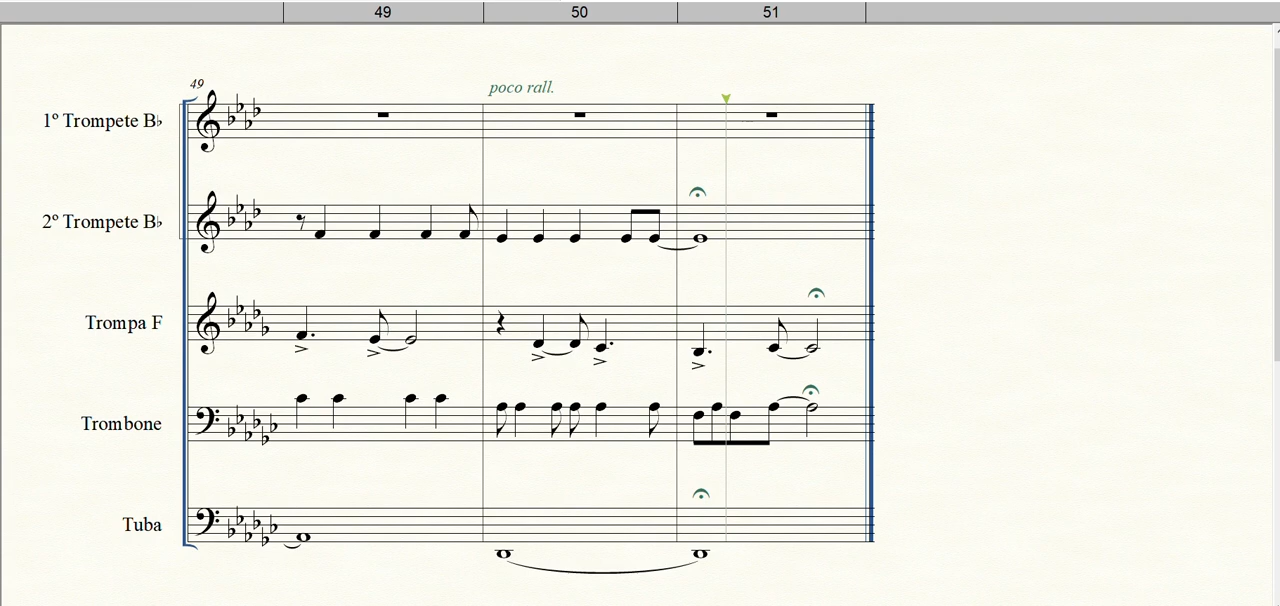 49 50 51
49
poco rall.
1º Trompete B♭
2º Trompete B♭
Trompa F
Trombone
Tuba